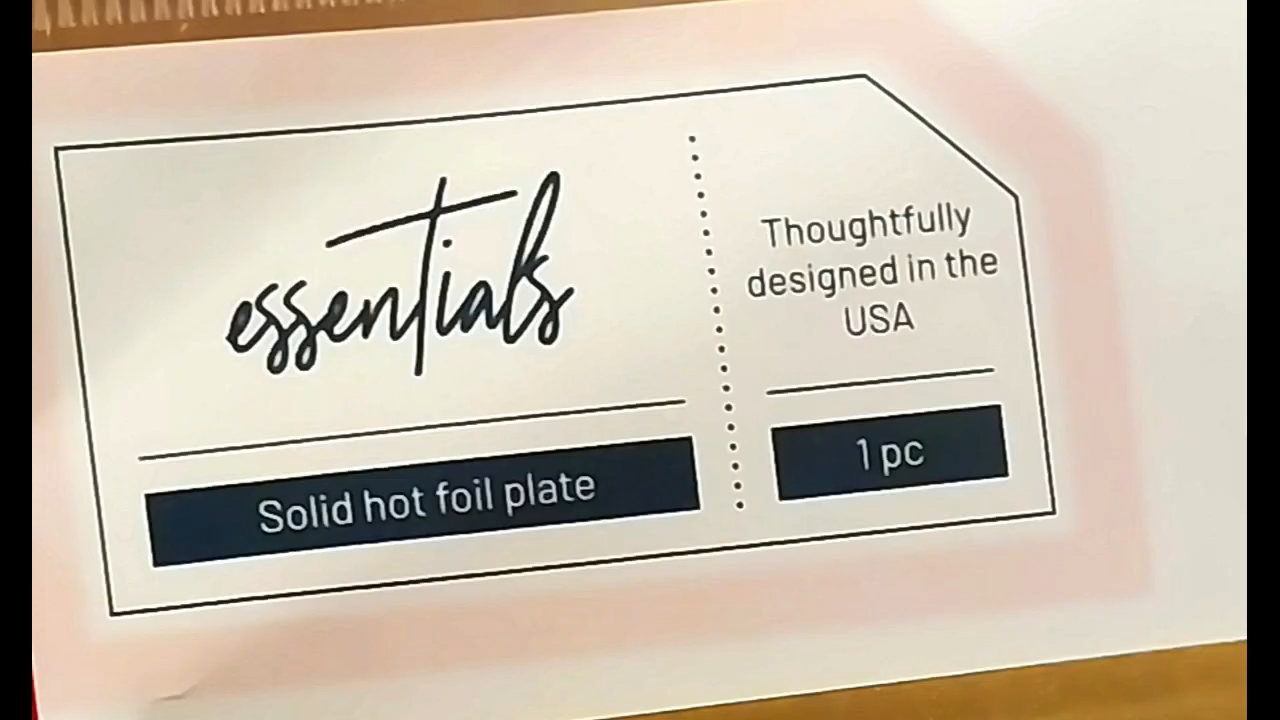 essentials
Solid hot foil plate
Thoughtfully
designed in the
USA
1 pc